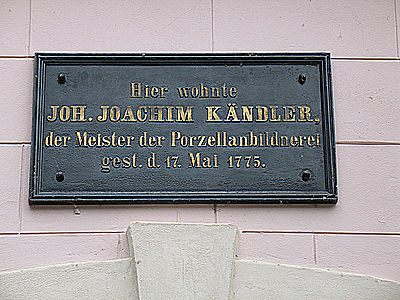 Hier wohnte
JOH. JOACHIM KÄNDLER,
der Meister der Porzellanbildnerei
gest. d. 17. Mai 1775.